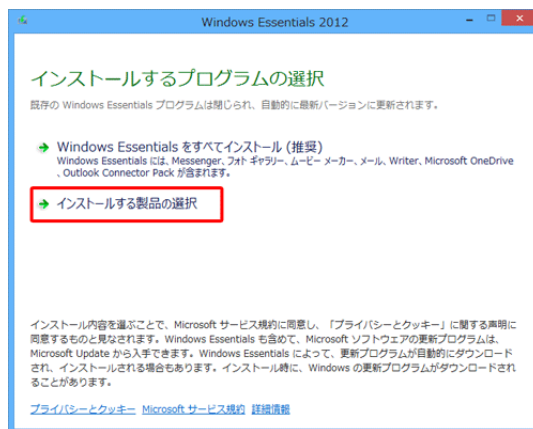 Windows Essentials 2012
インストールするプログラムの選択
既存の Windows Essentials プログラムは閉じられ、自動的に最新バージョンに更新されます。
Windows Essentials をすべてインストール (推奨)
Windows Essentials には、Messenger、フォト ギャラリー、ムービー メーカー、メール、Writer、Microsoft OneDrive
、Outlook Connector Pack が含まれます。
インストールする製品の選択
インストール内容を選ぶことで、Microsoft サービス規約に同意し、「プライバシーとクッキー」に関する声明に
同意するものと見なされます。Windows Essentials も含めて、Microsoft ソフトウェアの更新プログラムは、
Microsoft Update から入手できます。Windows Essentials によって、更新プログラムが自動的にダウンロード
され、インストールされる場合もあります。インストール時に、Windows の更新プログラムがダウンロードされ
ることがあります。
プライバシーとクッキー Microsoft サービス規約 詳細情報